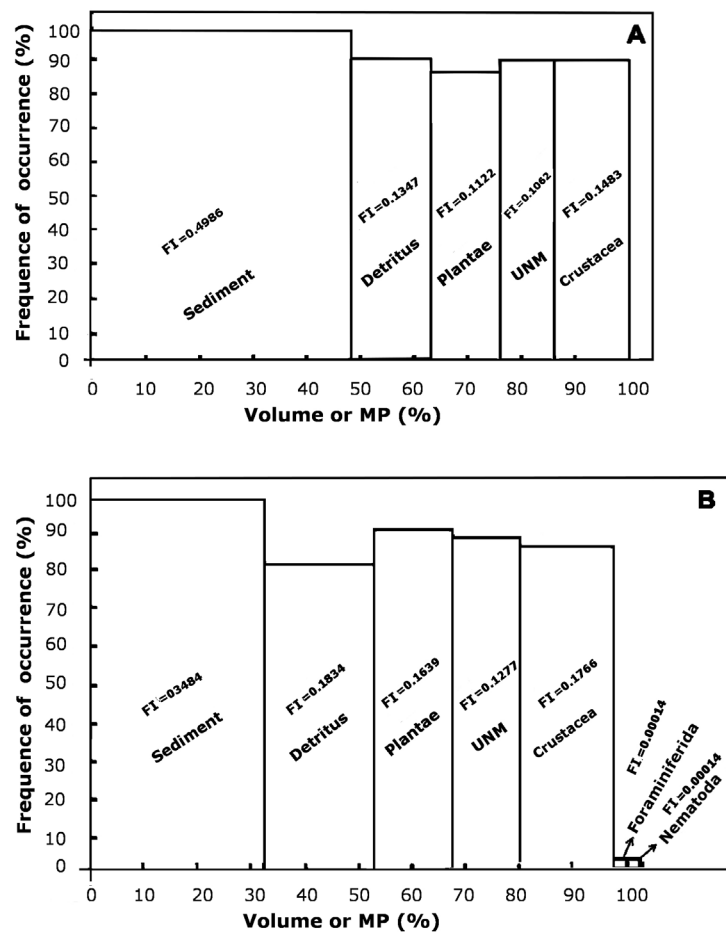 A
Frequence of occurrence (%)
100
90
80
70
60
50
40
30
20
10
0
FI=0.4986
Sediment
FI=0.1347
Detritus
FI=0.1122
Plantae
FI=0.1062
UNM
FI=0.1483
Crustacea
0 10 20 30 40 50 60 70 80 90 100
Volume or MP (%)
B
Frequence of occurrence (%)
100
90
80
70
60
50
40
30
20
10
0
FI=03484
Sediment
FI=0.1834
Detritus
FI=0.1639
Plantae
FI=0.1277
UNM
FI=0.1766
Crustacea
FI=0.00014
Foraminiferida
FI=0.00014
Nematoda
0 10 20 30 40 50 60 70 80 90 100
Volume or MP (%)